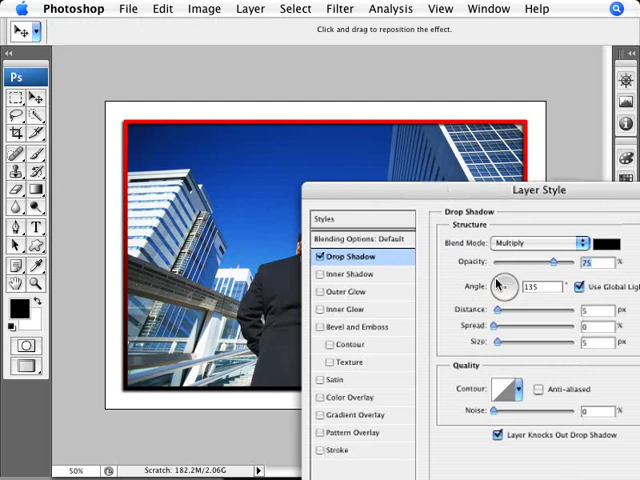 Photoshop File Edit Image Layer Select Filter Analysis View Window Help
Click and drag to reposition the effect.
Ps
Layer Style
Styles
Blending Options: Default
Drop Shadow
Inner Shadow
Outer Glow
Inner Glow
Bevel and Emboss
Contour
Texture
Satin
Color Overlay
Gradient Overlay
Pattern Overlay
Stroke
Drop Shadow
Structure
Blend Mode: Multiply
Opacity: 75 %
Angle: 135 ° Use Global Ligh
Distance: 5 px
Spread: 0 %
Size: 5 px
Quality
Contour: Anti-aliased
Noise: 0 %
Layer Knocks Out Drop Shadow
50% Scratch: 182.2M/2.06G